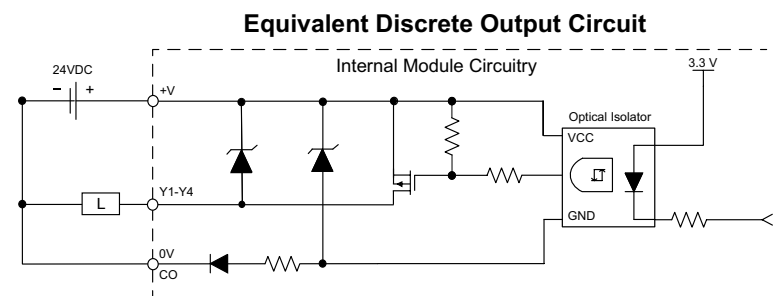 Equivalent Discrete Output Circuit
Internal Module Circuitry
24VDC
3.3 V
− +
+V
Optical Isolator
VCC
Y1-Y4
L
GND
0V
CO